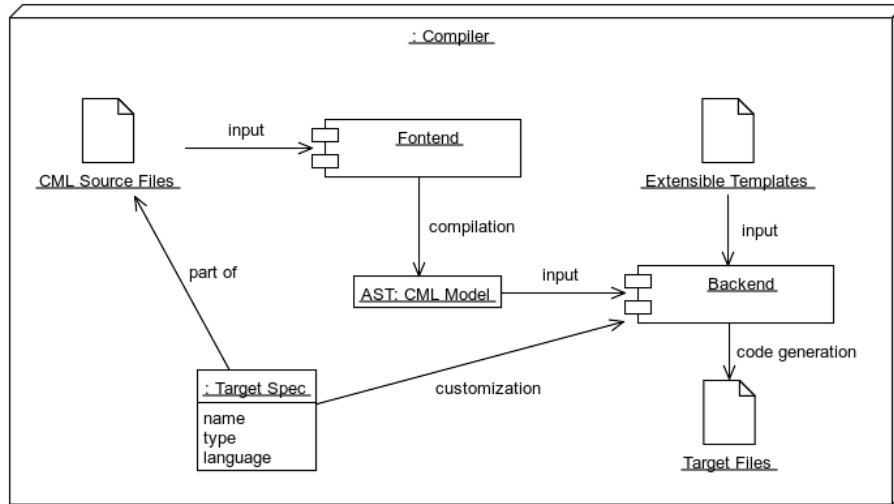 : Compiler
input
Fontend
CML Source Files
Extensible Templates
compilation
input
part of
AST: CML Model
input
Backend
code generation
: Target Spec
customization
name
type
language
Target Files